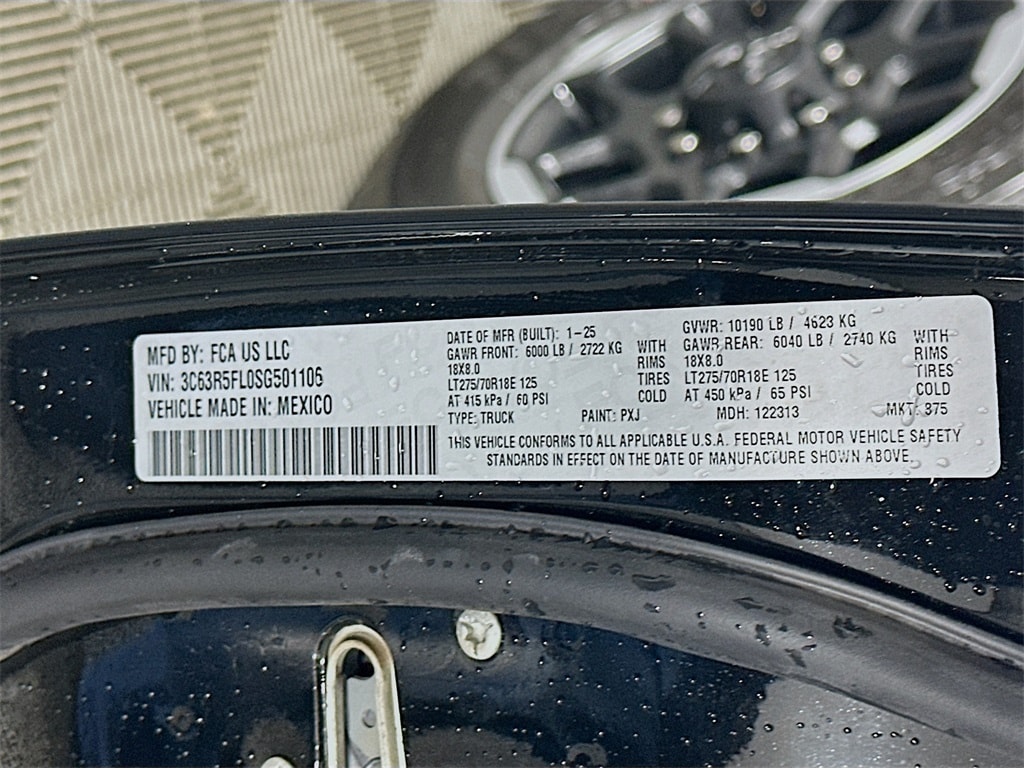 MFD BY: FCA US LLC
VIN: 3C63R5FL0SG501106
VEHICLE MADE IN: MEXICO
DATE OF MFR (BUILT): 1-25
GAWR FRONT: 6000 LB / 2722 KG
18X8.0
LT275/70R18E 125
AT 415 kPa / 60 PSI
WITH
RIMS
TIRES
COLD
GVWR: 10190 LB / 4623 KG
GAWR REAR: 6040 LB / 2740 KG
18X8.0
LT275/70R18E 125
AT 450 kPa / 65 PSI
WITH
RIMS
TIRES
COLD
TYPE: TRUCK PAINT: PXJ MDH: 122313 MKT: 375
THIS VEHICLE CONFORMS TO ALL APPLICABLE U.S.A. FEDERAL MOTOR VEHICLE SAFETY
STANDARDS IN EFFECT ON THE DATE OF MANUFACTURE SHOWN ABOVE.